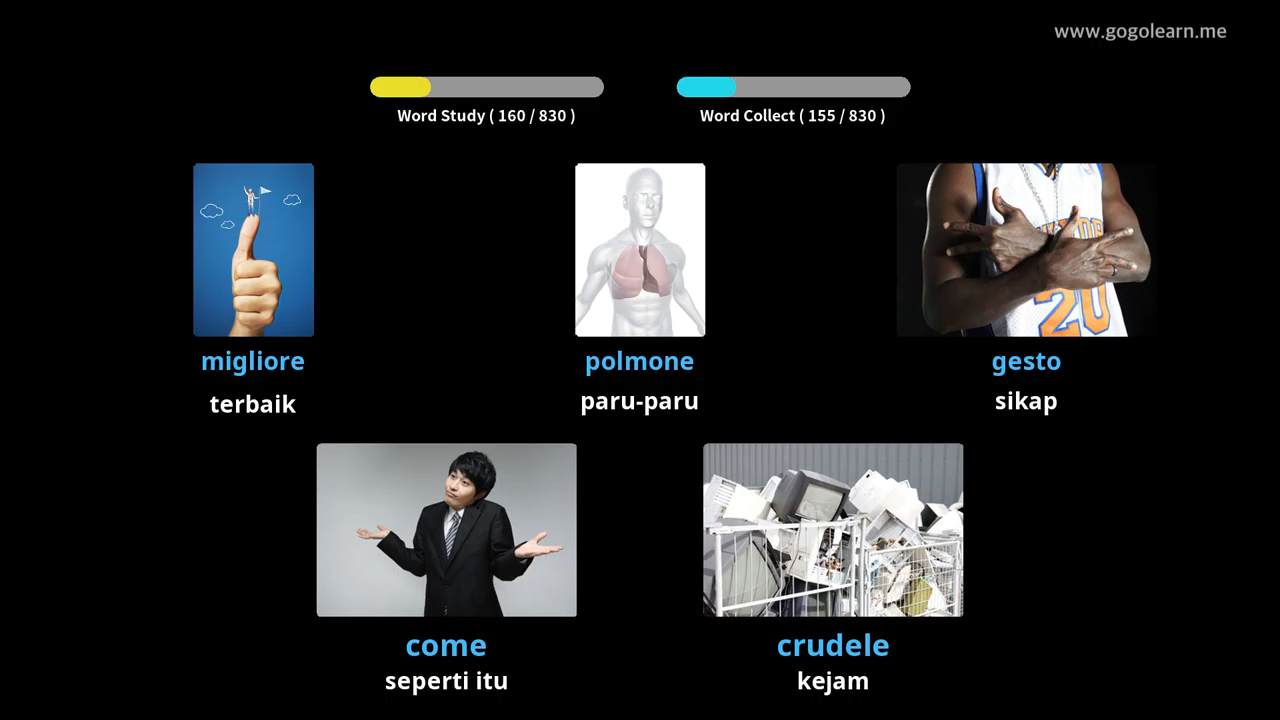 www.gogolearn.me
Word Study ( 160 / 830 )
Word Collect ( 155 / 830 )
20
migliore
polmone
gesto
terbaik
paru-paru
sikap
come
crudele
seperti itu
kejam